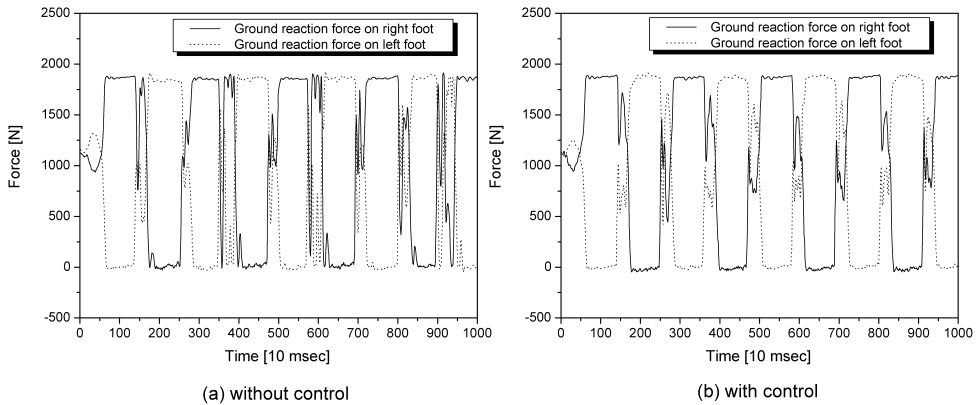 2500
2000
1500
1000
500
0
-500
Force [N]
Ground reaction force on right foot
Ground reaction force on left foot
0 100 200 300 400 500 600 700 800 900 1000
Time [10 msec]
(a) without control
2500
2000
1500
1000
500
0
-500
Force [N]
Ground reaction force on right foot
Ground reaction force on left foot
0 100 200 300 400 500 600 700 800 900 1000
Time [10 msec]
(b) with control